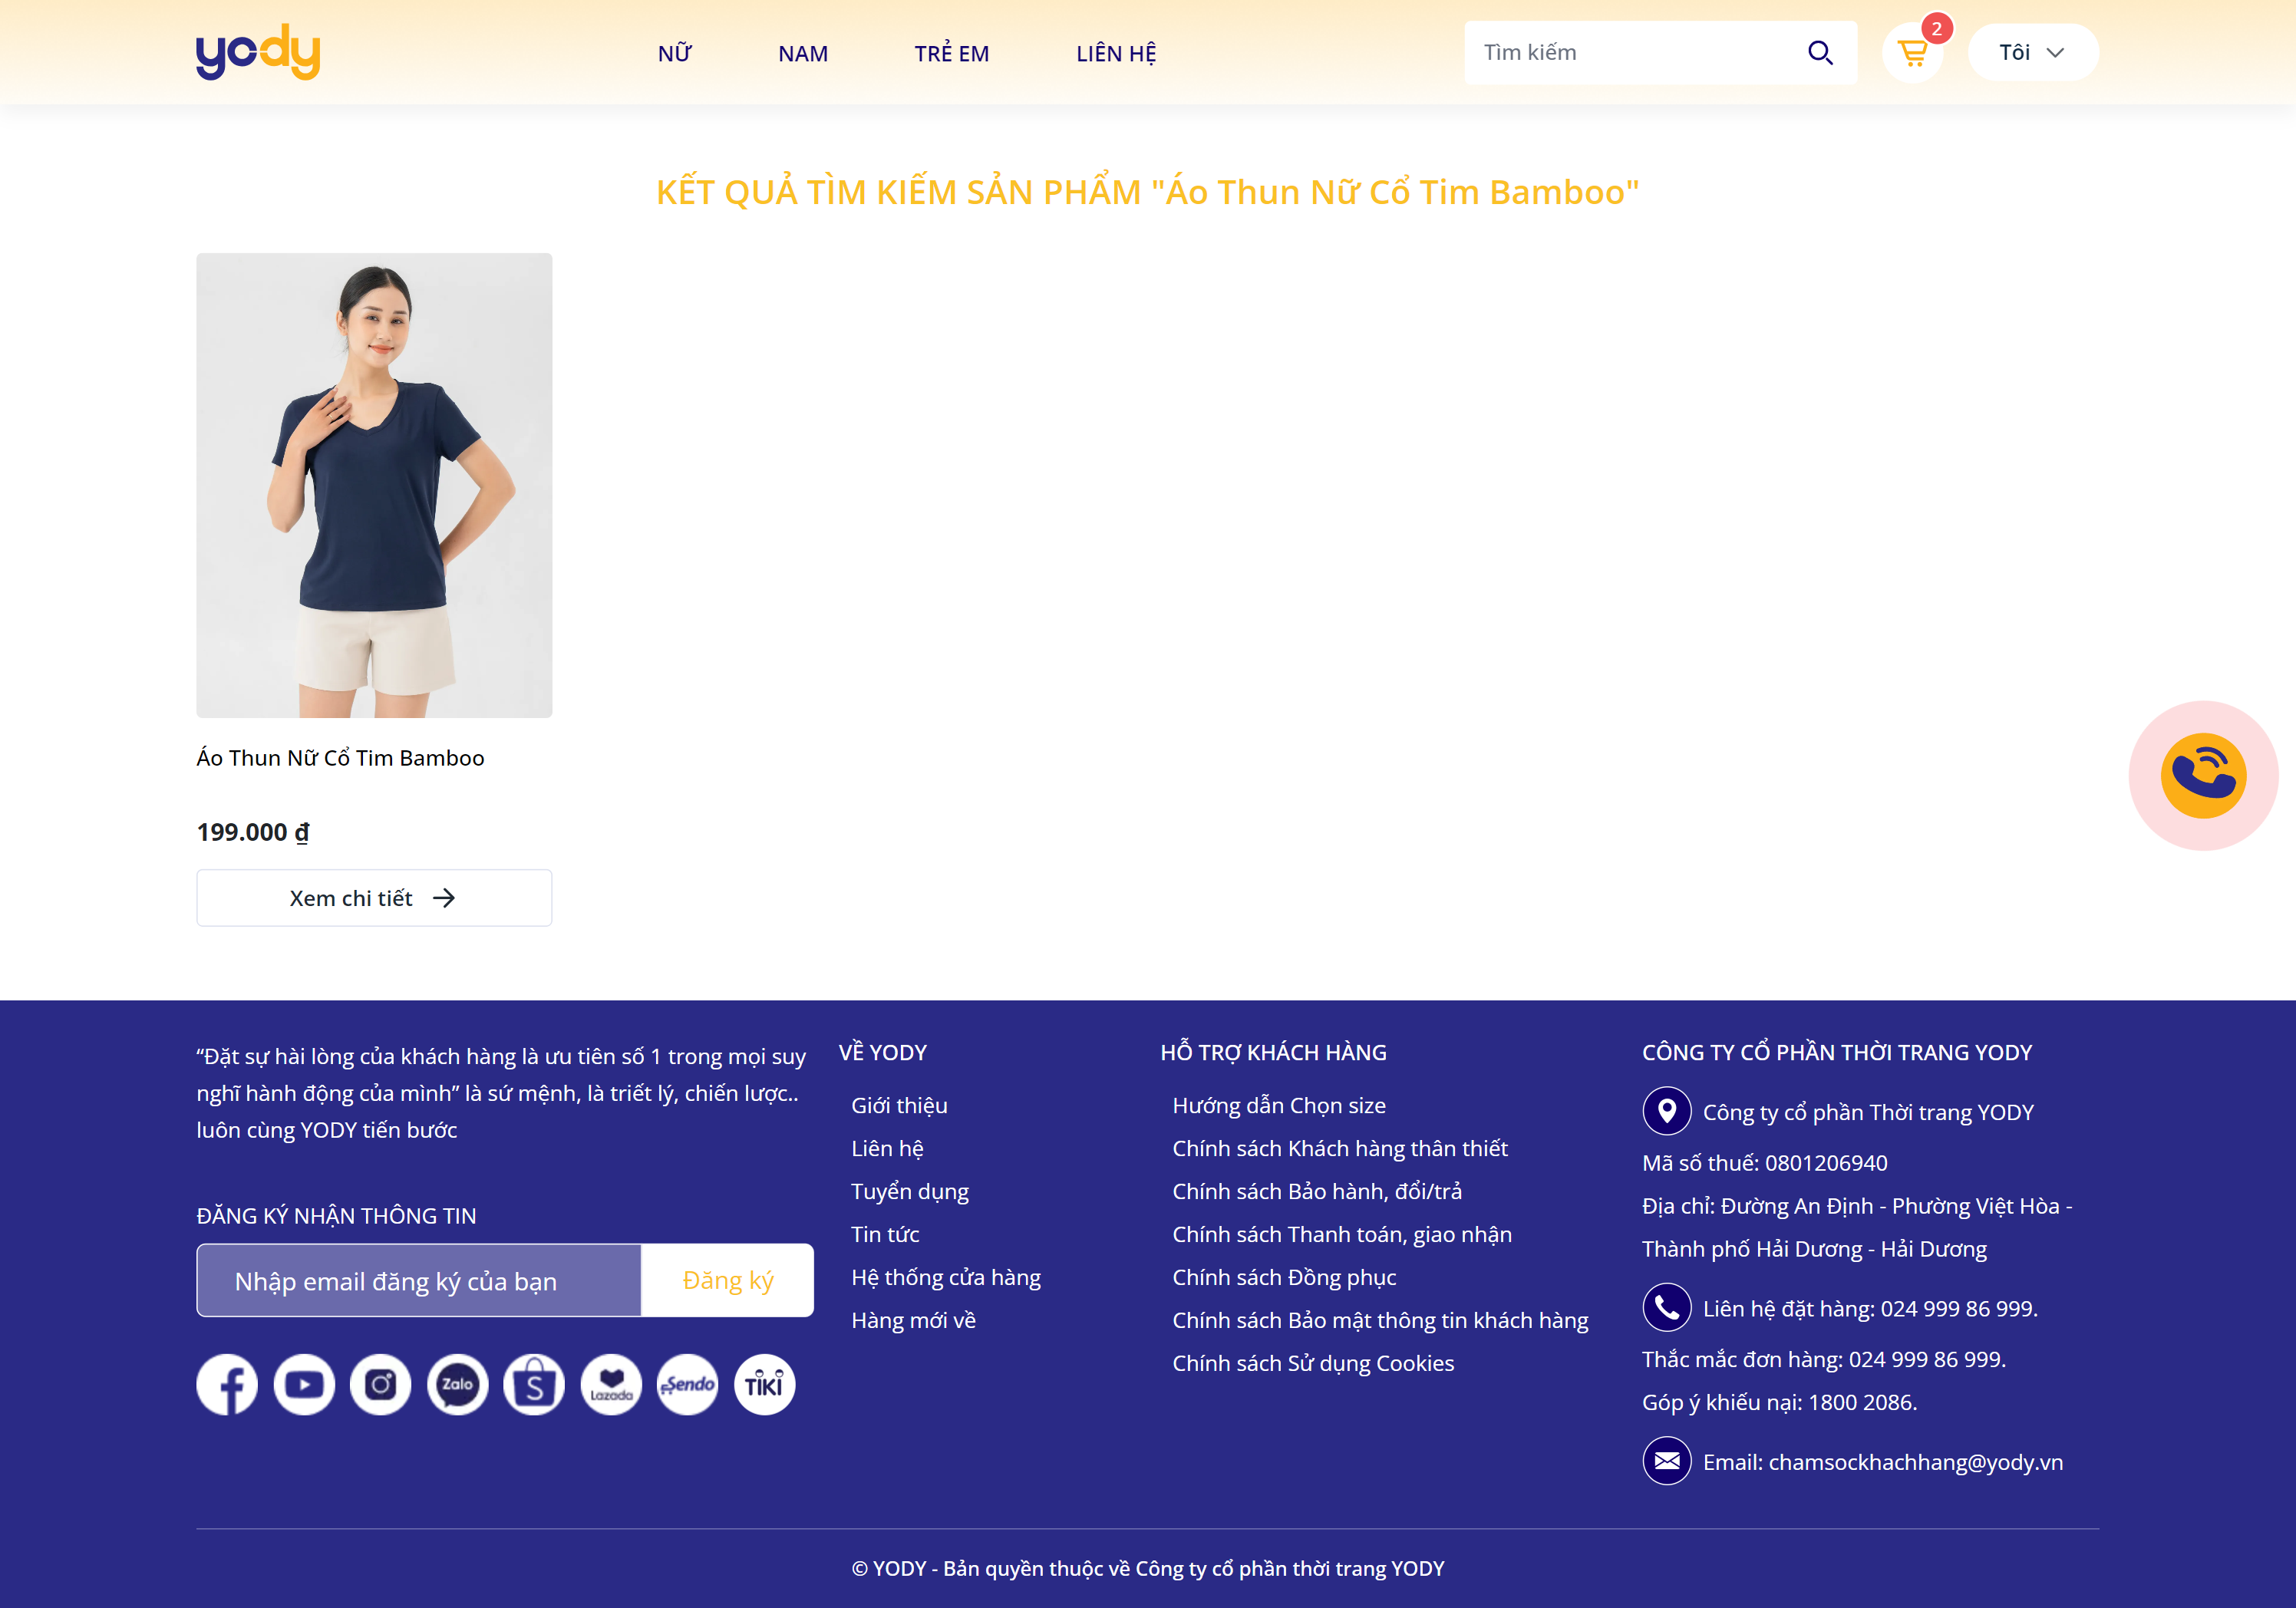 yody
NỮ
NAM
TRẺ EM
LIÊN HỆ
Tìm kiếm
2
Tôi
KẾT QUẢ TÌM KIẾM SẢN PHẨM "Áo Thun Nữ Cổ Tim Bamboo"
Áo Thun Nữ Cổ Tim Bamboo
199.000 ₫
Xem chi tiết
“Đặt sự hài lòng của khách hàng là ưu tiên số 1 trong mọi suy
nghĩ hành động của mình” là sứ mệnh, là triết lý, chiến lược..
luôn cùng YODY tiến bước
ĐĂNG KÝ NHẬN THÔNG TIN
Nhập email đăng ký của bạn
Đăng ký
Zalo
S
Lazada
Sendo
TIKI
VỀ YODY
Giới thiệu
Liên hệ
Tuyển dụng
Tin tức
Hệ thống cửa hàng
Hàng mới về
HỖ TRỢ KHÁCH HÀNG
Hướng dẫn Chọn size
Chính sách Khách hàng thân thiết
Chính sách Bảo hành, đổi/trả
Chính sách Thanh toán, giao nhận
Chính sách Đồng phục
Chính sách Bảo mật thông tin khách hàng
Chính sách Sử dụng Cookies
CÔNG TY CỔ PHẦN THỜI TRANG YODY
Công ty cổ phần Thời trang YODY
Mã số thuế: 0801206940
Địa chỉ: Đường An Định - Phường Việt Hòa -
Thành phố Hải Dương - Hải Dương
Liên hệ đặt hàng: 024 999 86 999.
Thắc mắc đơn hàng: 024 999 86 999.
Góp ý khiếu nại: 1800 2086.
Email: chamsockhachhang@yody.vn
© YODY - Bản quyền thuộc về Công ty cổ phần thời trang YODY